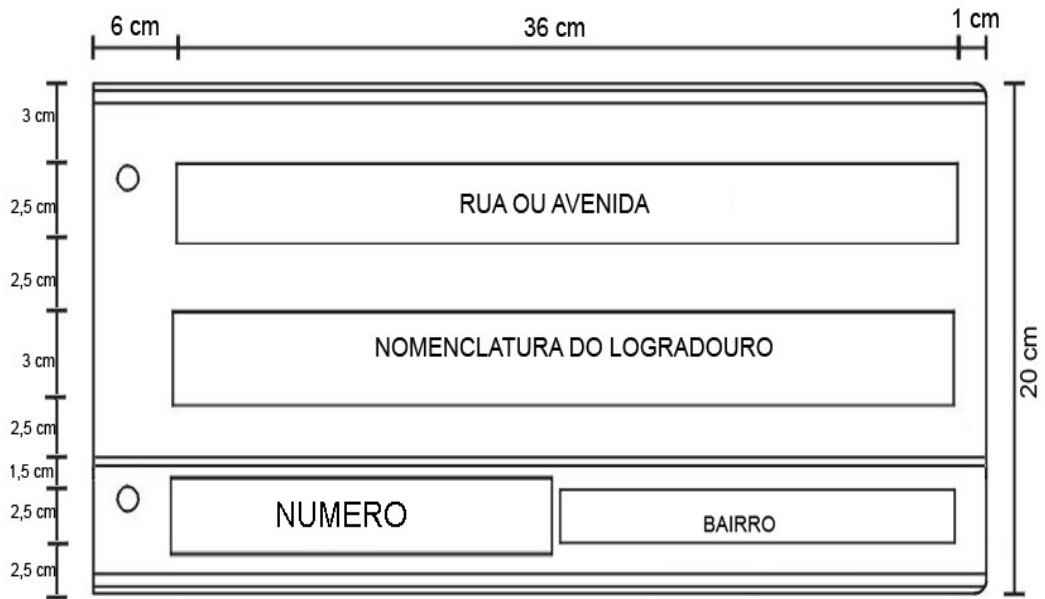 6 cm 36 cm 1 cm
3 cm
2,5 cm
RUA OU AVENIDA
2,5 cm
3 cm
NOMENCLATURA DO LOGRADOURO
20 cm
2,5 cm
1,5 cm
2,5 cm
NUMERO
BAIRRO
2,5 cm